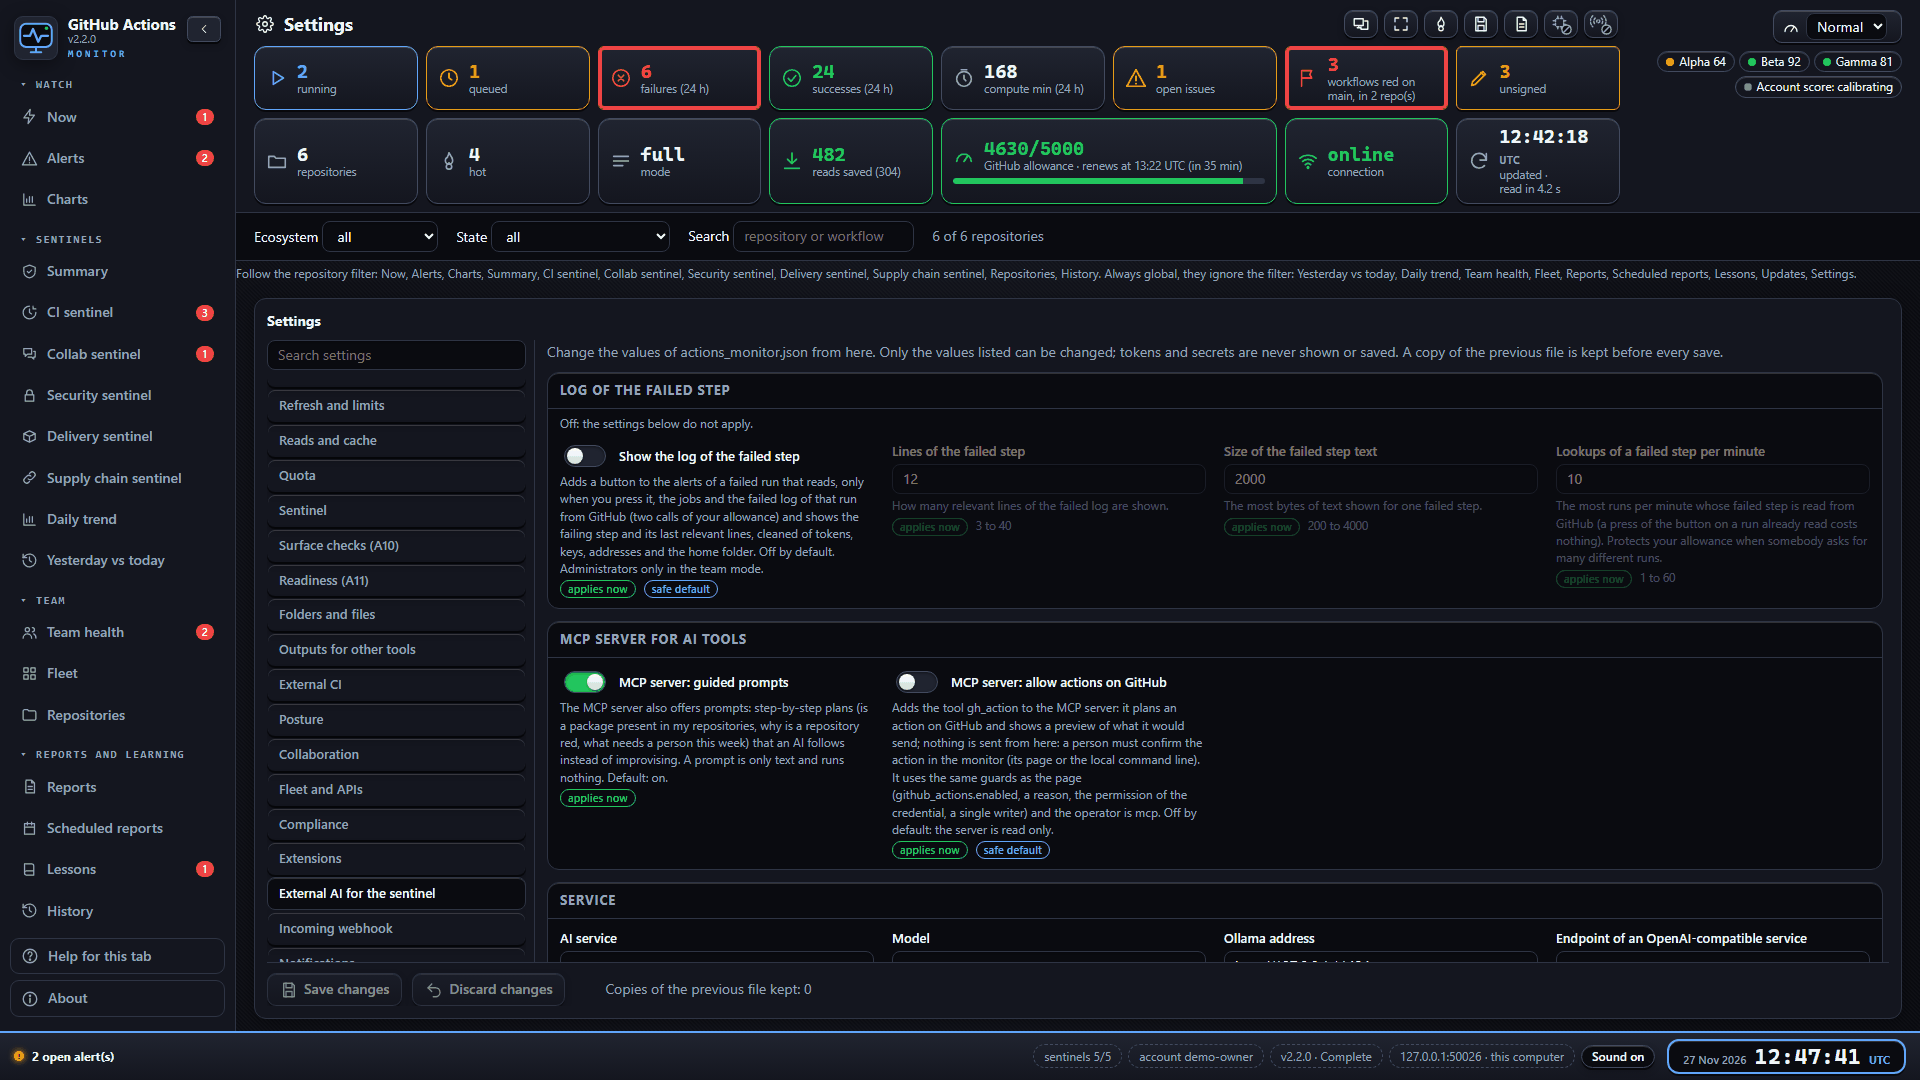 GitHub Actions
v2.2.0
MONITOR
WATCH
Now
1
Alerts
2
Charts
SENTINELS
Summary
CI sentinel
3
Collab sentinel
1
Security sentinel
Delivery sentinel
Supply chain sentinel
Daily trend
Yesterday vs today
TEAM
Team health
2
Fleet
Repositories
REPORTS AND LEARNING
Reports
Scheduled reports
Lessons
1
History
Help for this tab
About
Settings
Normal
Alpha 64
Beta 92
Gamma 81
Account score: calibrating
2
running
1
queued
6
failures (24 h)
24
successes (24 h)
168
compute min (24 h)
1
open issues
3
workflows red on
main, in 2 repo(s)
3
unsigned
6
repositories
4
hot
full
mode
482
reads saved (304)
4630/5000
GitHub allowance · renews at 13:22 UTC (in 35 min)
online
connection
12:42:18
UTC
updated ·
read in 4.2 s
Ecosystem
all
State
all
Search
repository or workflow
6 of 6 repositories
Follow the repository filter: Now, Alerts, Charts, Summary, CI sentinel, Collab sentinel, Security sentinel, Delivery sentinel, Supply chain sentinel, Repositories, History. Always global, they ignore the filter: Yesterday vs today, Daily trend, Team health, Fleet, Reports, Scheduled reports, Lessons, Updates, Settings.
Settings
Search settings
Refresh and limits
Reads and cache
Quota
Sentinel
Surface checks (A10)
Readiness (A11)
Folders and files
Outputs for other tools
External CI
Posture
Collaboration
Fleet and APIs
Compliance
Extensions
External AI for the sentinel
Incoming webhook
Change the values of actions_monitor.json from here. Only the values listed can be changed; tokens and secrets are never shown or saved. A copy of the previous file is kept before every save.
LOG OF THE FAILED STEP
Off: the settings below do not apply.
Show the log of the failed step
Adds a button to the alerts of a failed run that reads, only
when you press it, the jobs and the failed log of that run
from GitHub (two calls of your allowance) and shows the
failing step and its last relevant lines, cleaned of tokens,
keys, addresses and the home folder. Off by default.
Administrators only in the team mode.
applies now
safe default
Lines of the failed step
12
How many relevant lines of the failed log are shown.
applies now
3 to 40
Size of the failed step text
2000
The most bytes of text shown for one failed step.
applies now
200 to 4000
Lookups of a failed step per minute
10
The most runs per minute whose failed step is read from
GitHub (a press of the button on a run already read costs
nothing). Protects your allowance when somebody asks for
many different runs.
applies now
1 to 60
MCP SERVER FOR AI TOOLS
MCP server: guided prompts
The MCP server also offers prompts: step-by-step plans (is
a package present in my repositories, why is a repository
red, what needs a person this week) that an AI follows
instead of improvising. A prompt is only text and runs
nothing. Default: on.
applies now
MCP server: allow actions on GitHub
Adds the tool gh_action to the MCP server: it plans an
action on GitHub and shows a preview of what it would
send; nothing is sent from here: a person must confirm the
action in the monitor (its page or the local command line).
It uses the same guards as the page
(github_actions.enabled, a reason, the permission of the
credential, a single writer) and the operator is mcp. Off by
default: the server is read only.
applies now
safe default
SERVICE
AI service
Model
Ollama address
Endpoint of an OpenAI-compatible service
Save changes
Discard changes
Copies of the previous file kept: 0
2 open alert(s)
sentinels 5/5
account demo-owner
v2.2.0 · Complete
127.0.0.1:50026 · this computer
Sound on
27 Nov 2026 12:47:41 UTC